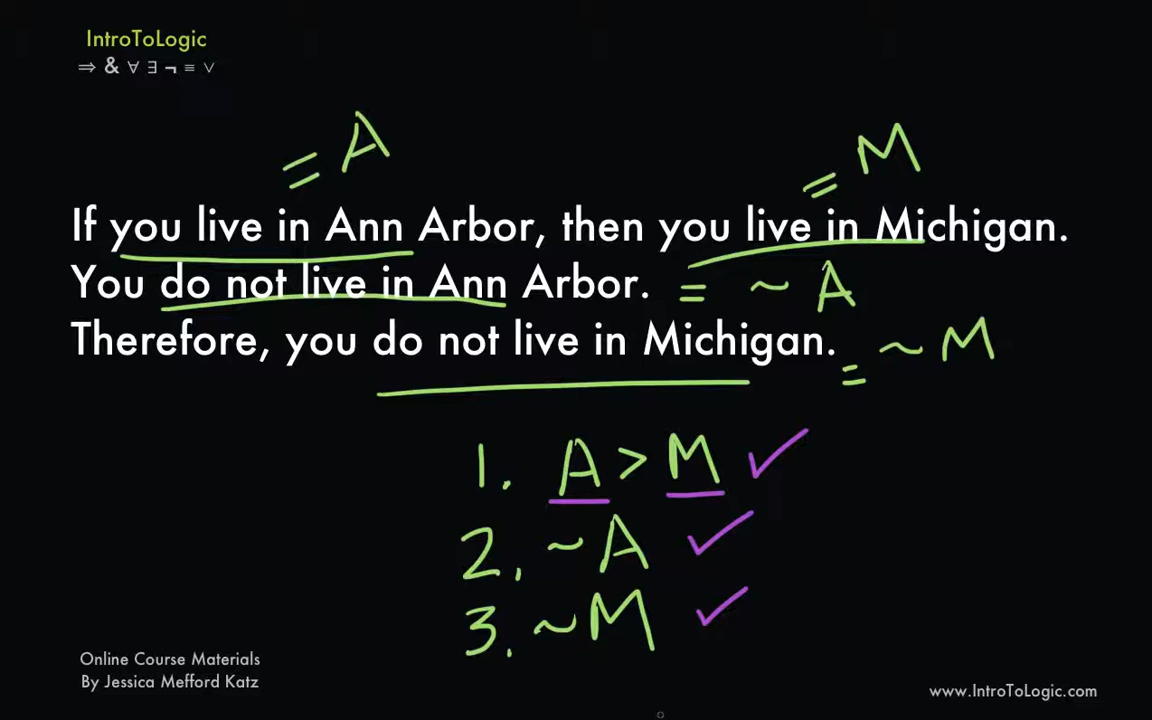 IntroToLogic
⇒ & ∀ ∃ ¬ ≡ ∨
= A
= M
If you live in Ann Arbor, then you live in Michigan.
You do not live in Ann Arbor. = ~ A
Therefore, you do not live in Michigan. = ~ M
1. A > M ✓
2. ~ A ✓
3. ~ M ✓
Online Course Materials
By Jessica Mefford Katz
www.IntroToLogic.com